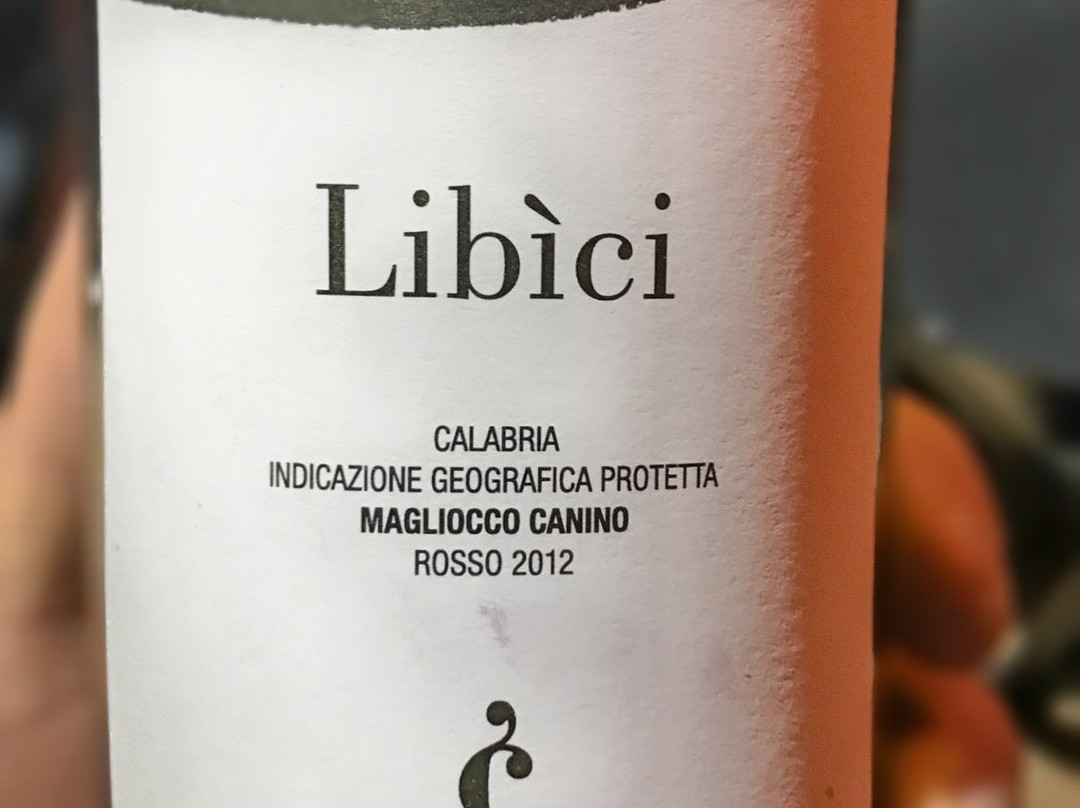 Libìci
CALABRIA
INDICAZIONE GEOGRAFICA PROTETTA
MAGLIOCCO CANINO
ROSSO 2012